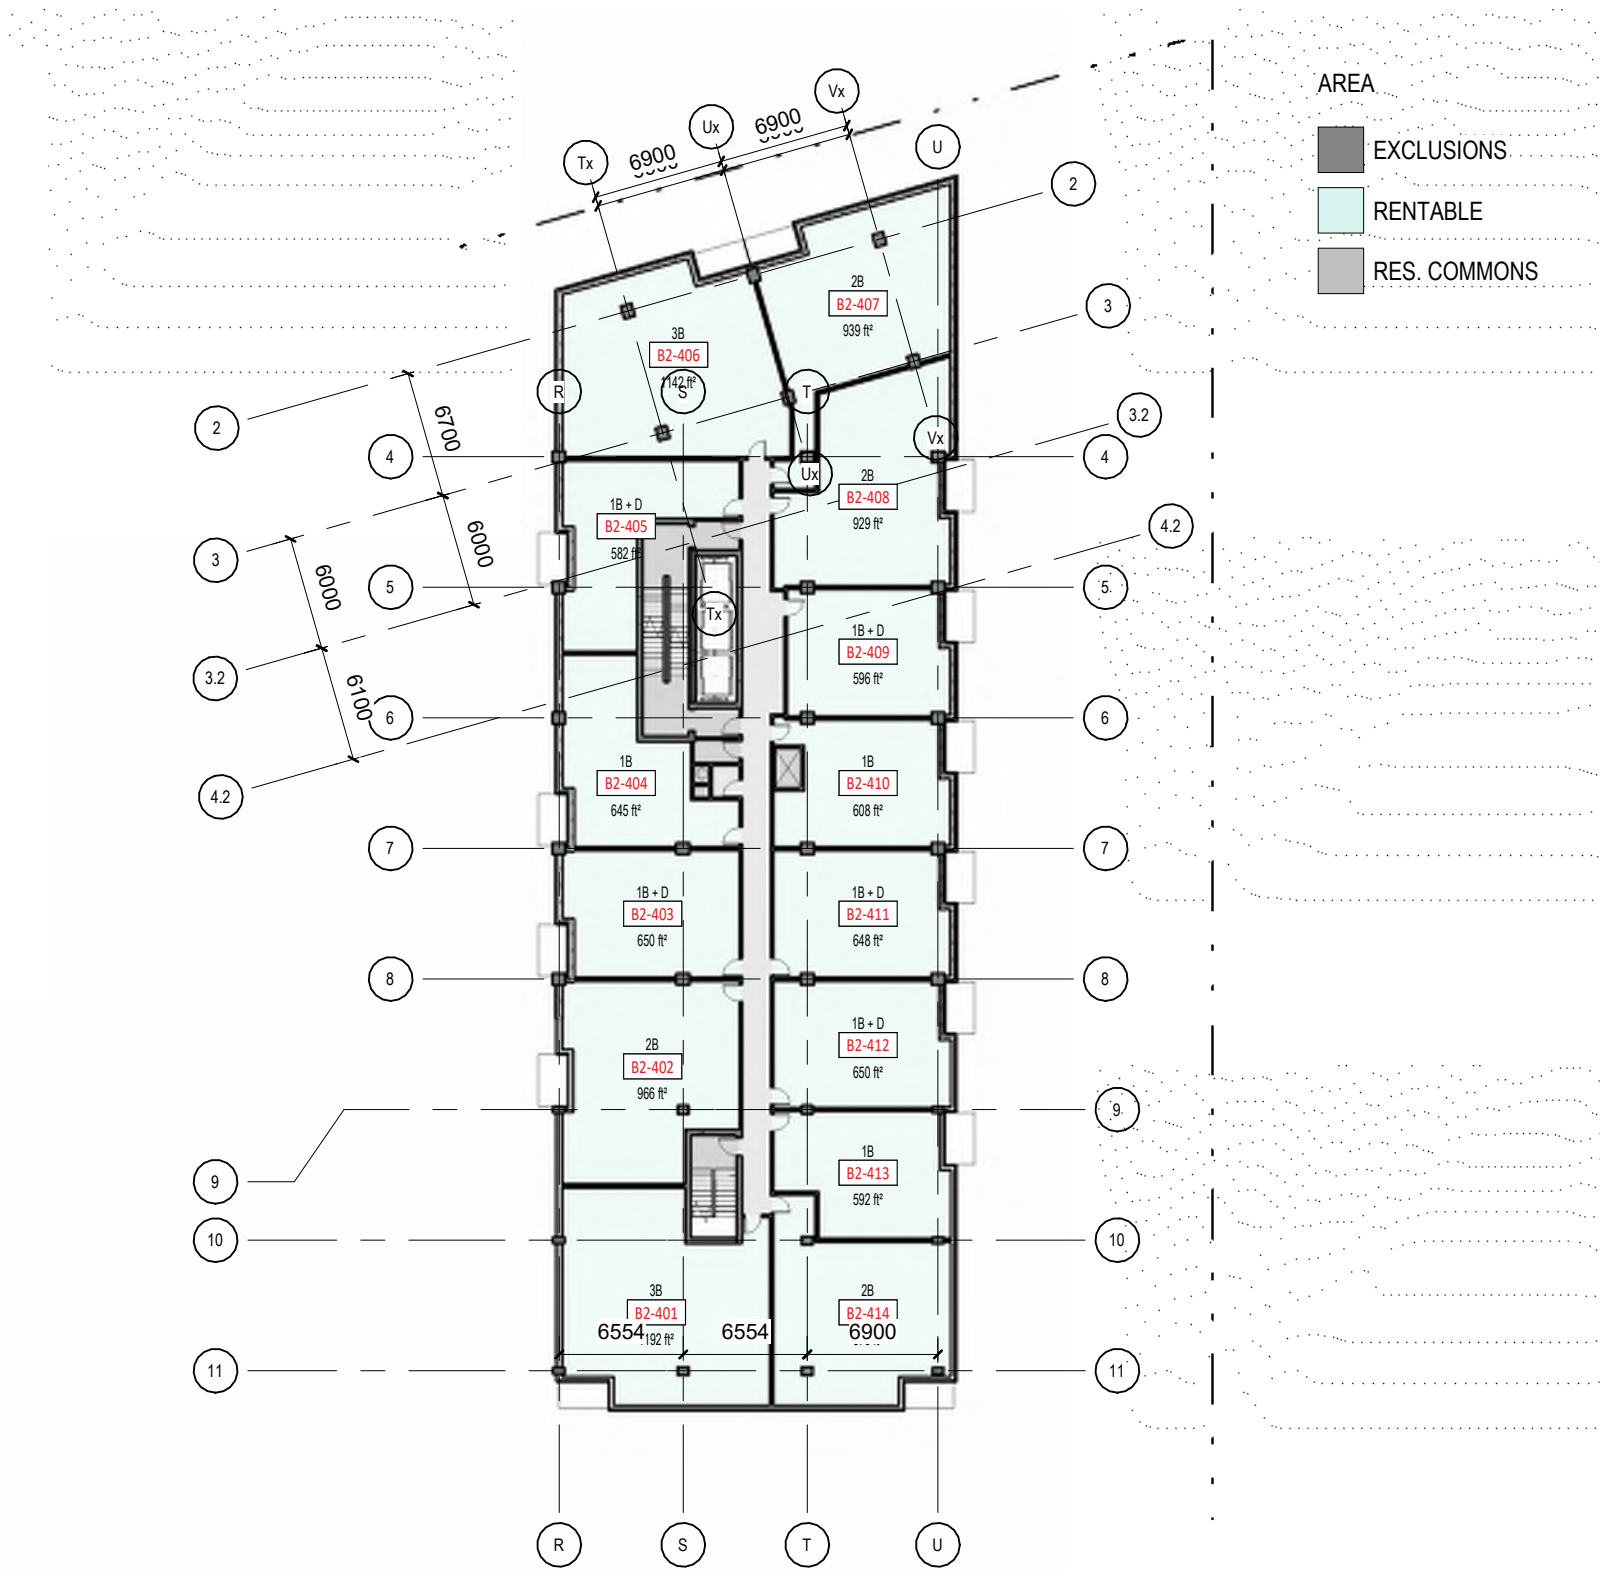 Vx
AREA
Ux
6900
U
EXCLUSIONS
Tx
6900
2
RENTABLE
RES. COMMONS
2B
B2-407
939 ft²
3
3B
B2-406
1142 ft²
R
S
T
3.2
2
6700
Vx
4
4
Ux
2B
B2-408
929 ft²
1B + D
B2-405
582 ft²
4.2
3
6000
6000
5
5
Tx
1B + D
B2-409
596 ft²
3.2
6100
6
6
4.2
1B
B2-404
645 ft²
1B
B2-410
608 ft²
7
7
1B + D
B2-403
650 ft²
1B + D
B2-411
648 ft²
8
8
2B
B2-402
966 ft²
1B + D
B2-412
650 ft²
9
9
1B
B2-413
592 ft²
10
10
3B
B2-401
2B
B2-414
6554
6554
6900
192 ft²
11
11
R
S
T
U